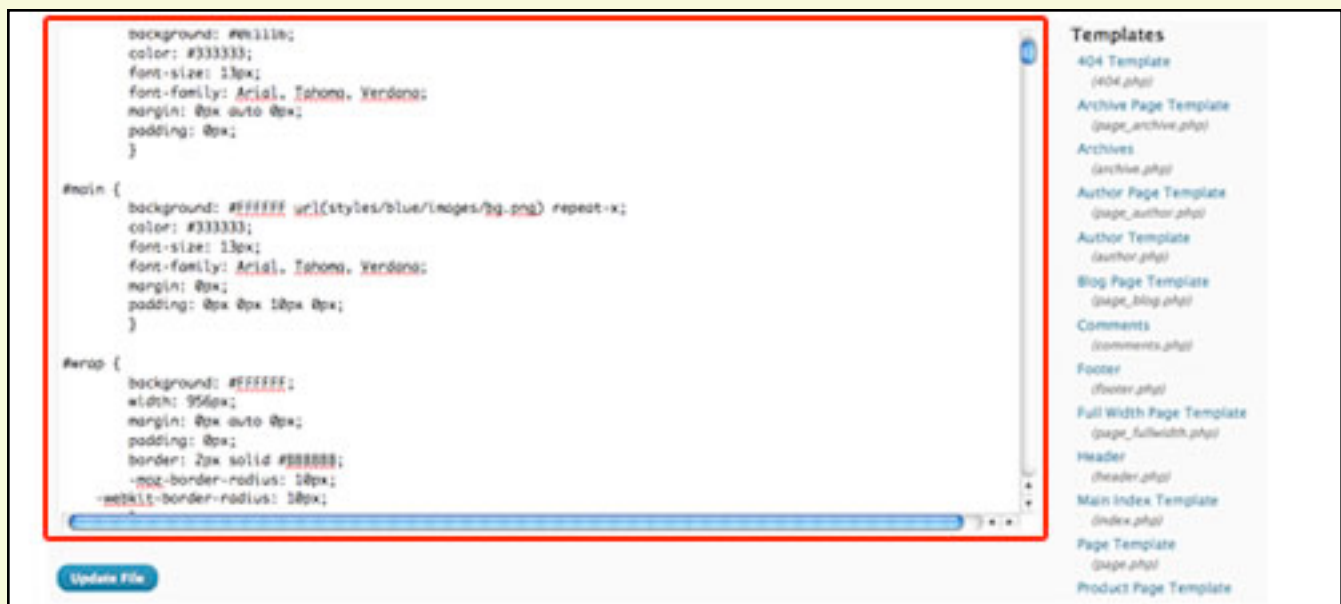 background:
color: #333333;
font-size: 13px;
font-family: Arial, Tahoma, Verdana;
margin: 0px auto 0px;
padding: 0px;
}
#main {
background: #FFFFFF url(styles/blue/images/bg.png) repeat-x;
color: #333333;
font-size: 13px;
font-family: Arial, Tahoma, Verdana;
margin: 0px;
padding: 0px 0px 10px 0px;
}
#wrap {
background: #FFFFFF;
width: 956px;
margin: 0px auto 0px;
padding: 0px;
border: 2px solid
-moz-border-radius: 10px;
-webkit-border-radius: 10px;
Update File
Templates
404 Template
(404.php)
Archive Page Template
(page_archive.php)
Archives
(archive.php)
Author Page Template
(page_author.php)
Author Template
(author.php)
Blog Page Template
(page_blog.php)
Comments
(comments.php)
Footer
(footer.php)
Full Width Page Template
(page_fullwidth.php)
Header
(header.php)
Main Index Template
(index.php)
Page Template
(page.php)
Product Page Template